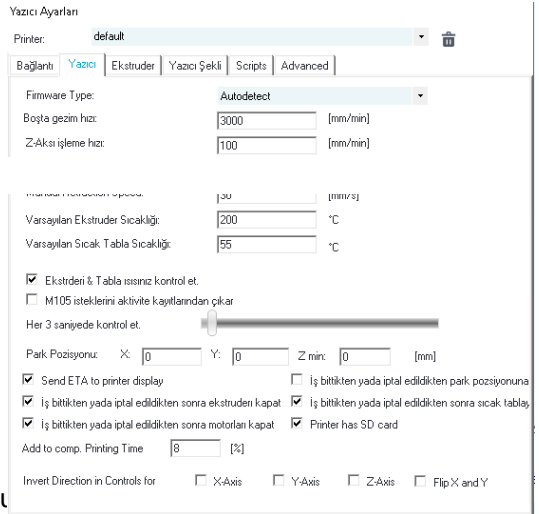 Yazıcı Ayarları
Printer: default
Bağlantı Yazıcı Ekstruder Yazıcı Şekli Scripts Advanced
Firmware Type: Autodetect
Boşta gezim hızı: 3000 [mm/min]
Z-Aksı işleme hızı: 100 [mm/min]
Speed: 30 [mm/s]
Varsayılan Ekstruder Sıcaklığı: 200 °C
Varsayılan Sıcak Tabla Sıcaklığı: 55 °C
Ekstrderi & Tabla ısısınız kontrol et.
M105 isteklerini aktivite kayıtlarından çıkar
Her 3 saniyede kontrol et.
Park Pozisyonu: X: 0 Y: 0 Z min: 0 [mm]
Send ETA to printer display İş bittikten yada iptal edildikten park pozsiyonuna
İş bittikten yada iptal edildikten sonra ekstruderı kapat İş bittikten yada iptal edildikten sonra sıcak tablay
İş bittikten yada iptal edildikten sonra motorları kapat Printer has SD card
Add to comp. Printing Time 8 [%]
Invert Direction in Controls for X-Axis Y-Axis Z-Axis Flip X and Y